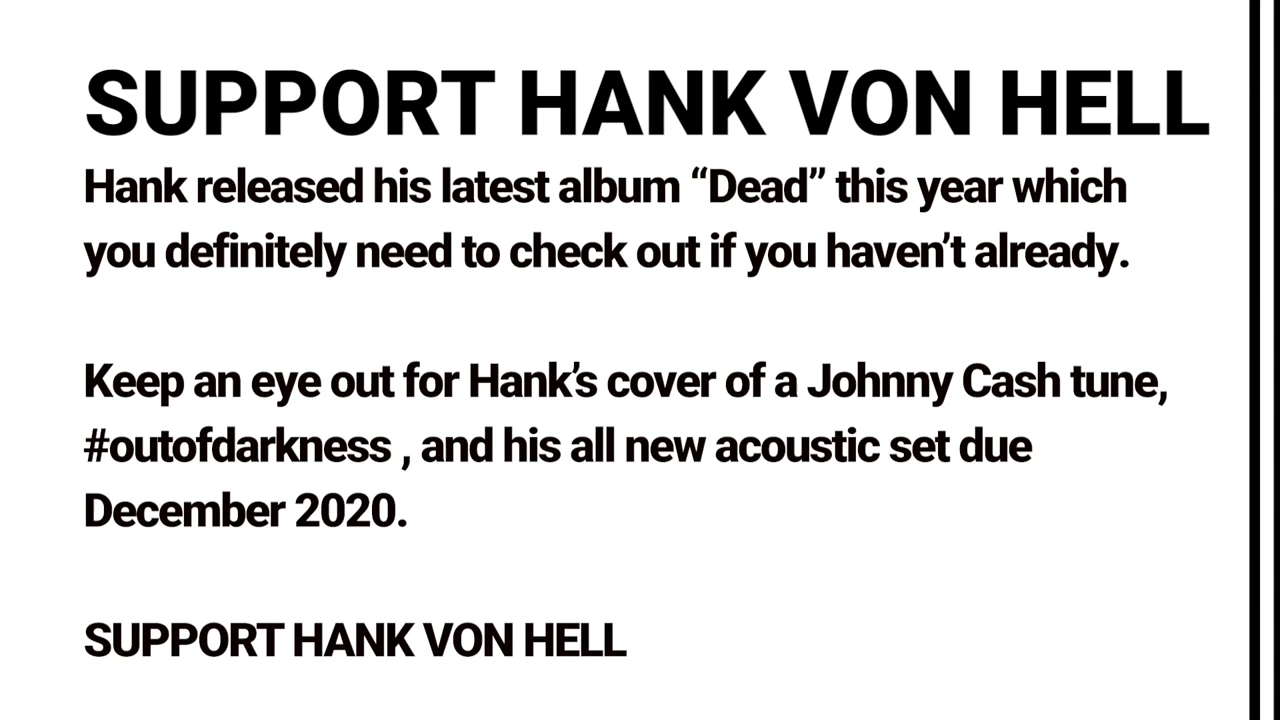 SUPPORT HANK VON HELL
Hank released his latest album “Dead” this year which
you definitely need to check out if you haven’t already.
Keep an eye out for Hank’s cover of a Johnny Cash tune,
#outofdarkness , and his all new acoustic set due
December 2020.
SUPPORT HANK VON HELL